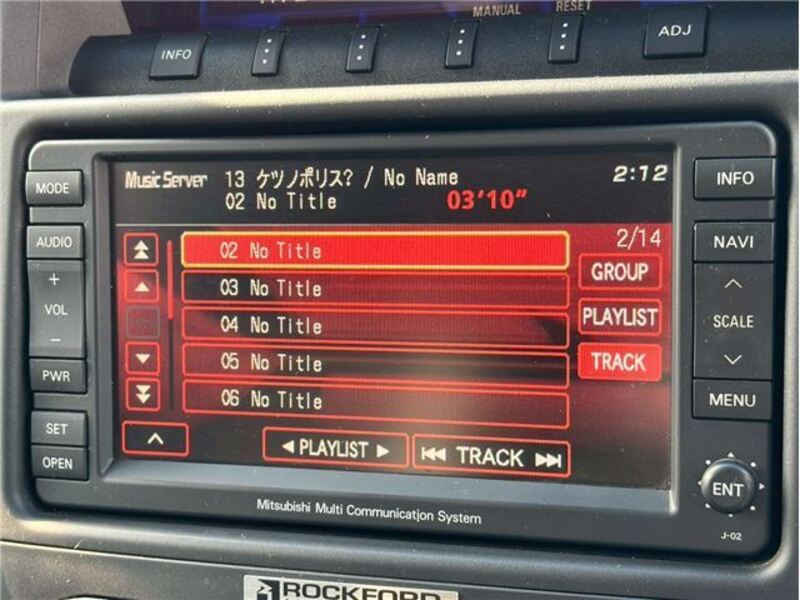 MANUAL RESET
INFO ADJ
MODE
AUDIO
+
VOL
−
PWR
SET
OPEN
Music Server 13 ケツノポリス? / No Name 2:12
02 No Title 03'10"
2/14
02 No Title
03 No Title
04 No Title
05 No Title
06 No Title
GROUP
PLAYLIST
TRACK
◀ PLAYLIST ▶ ⏮ TRACK ⏭
INFO
NAVI
SCALE
MENU
ENT
J-02
Mitsubishi Multi Communication System
ROCKFORD